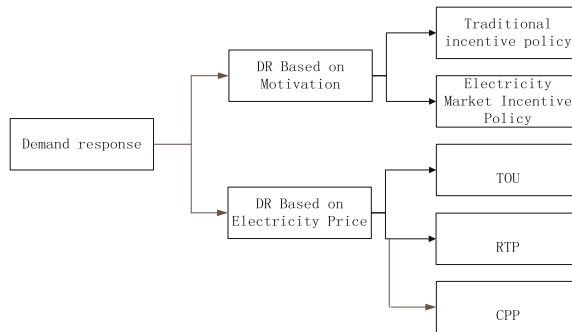 Traditional
incentive policy
DR Based on
Motivation
Electricity
Market Incentive
Policy
Demand response
DR Based on
Electricity Price
TOU
RTP
CPP